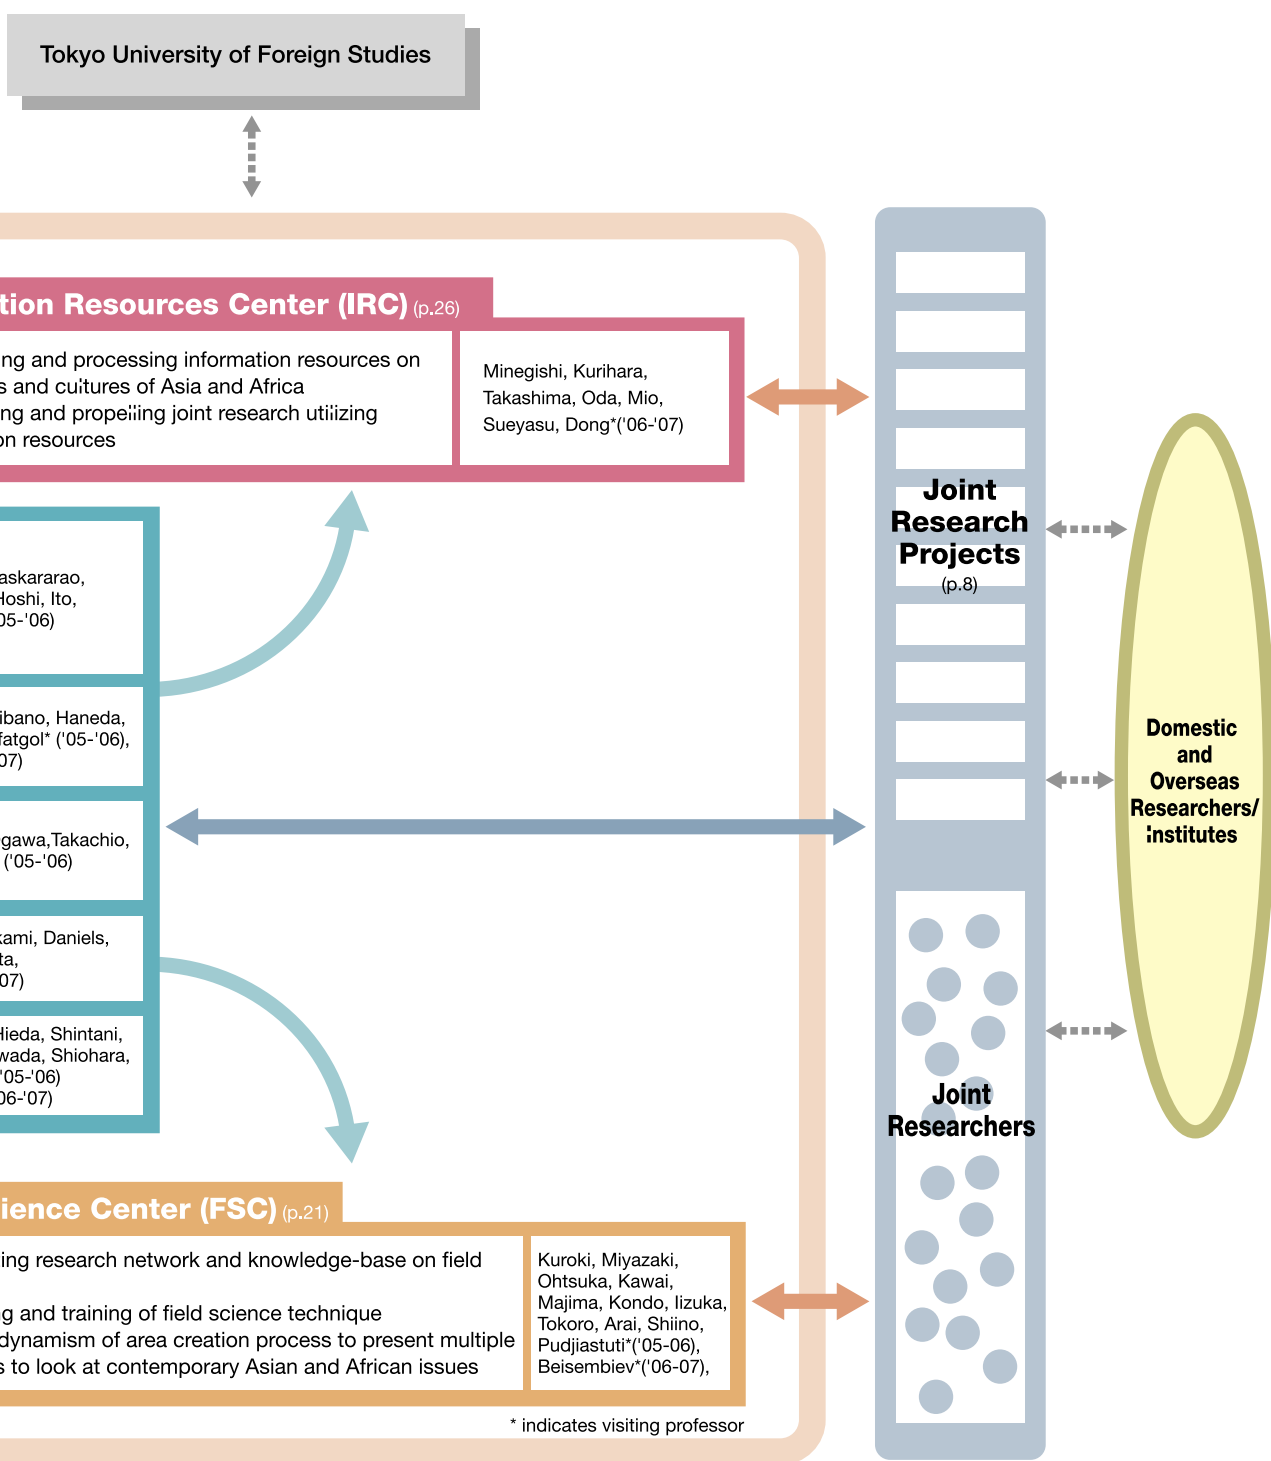 Tokyo University of Foreign Studies
tion Resources Center (IRC) (p.26)
ing and processing information resources on
s and cultures of Asia and Africa
ing and propelling joint research utilizing
on resources
Minegishi, Kurihara,
Takashima, Oda, Mio,
Sueyasu, Dong*('06-'07)
askararao,
Hoshi, Ito,
05-'06)
ibano, Haneda,
fatgol* ('05-'06),
07)
gawa,Takachio,
('05-'06)
kami, Daniels,
ta,
07)
Hieda, Shintani,
wada, Shiohara,
'05-'06)
06-'07)
ience Center (FSC) (p.21)
ing research network and knowledge-base on field
ng and training of field science technique
dynamism of area creation process to present multiple
s to look at contemporary Asian and African issues
Kuroki, Miyazaki,
Ohtsuka, Kawai,
Majima, Kondo, Iizuka,
Tokoro, Arai, Shiino,
Pudjiastuti*('05-06),
Beisembiev*('06-07),
* indicates visiting professor
Joint
Research
Projects
(p.8)
Joint
Researchers
Domestic
and
Overseas
Researchers/
institutes